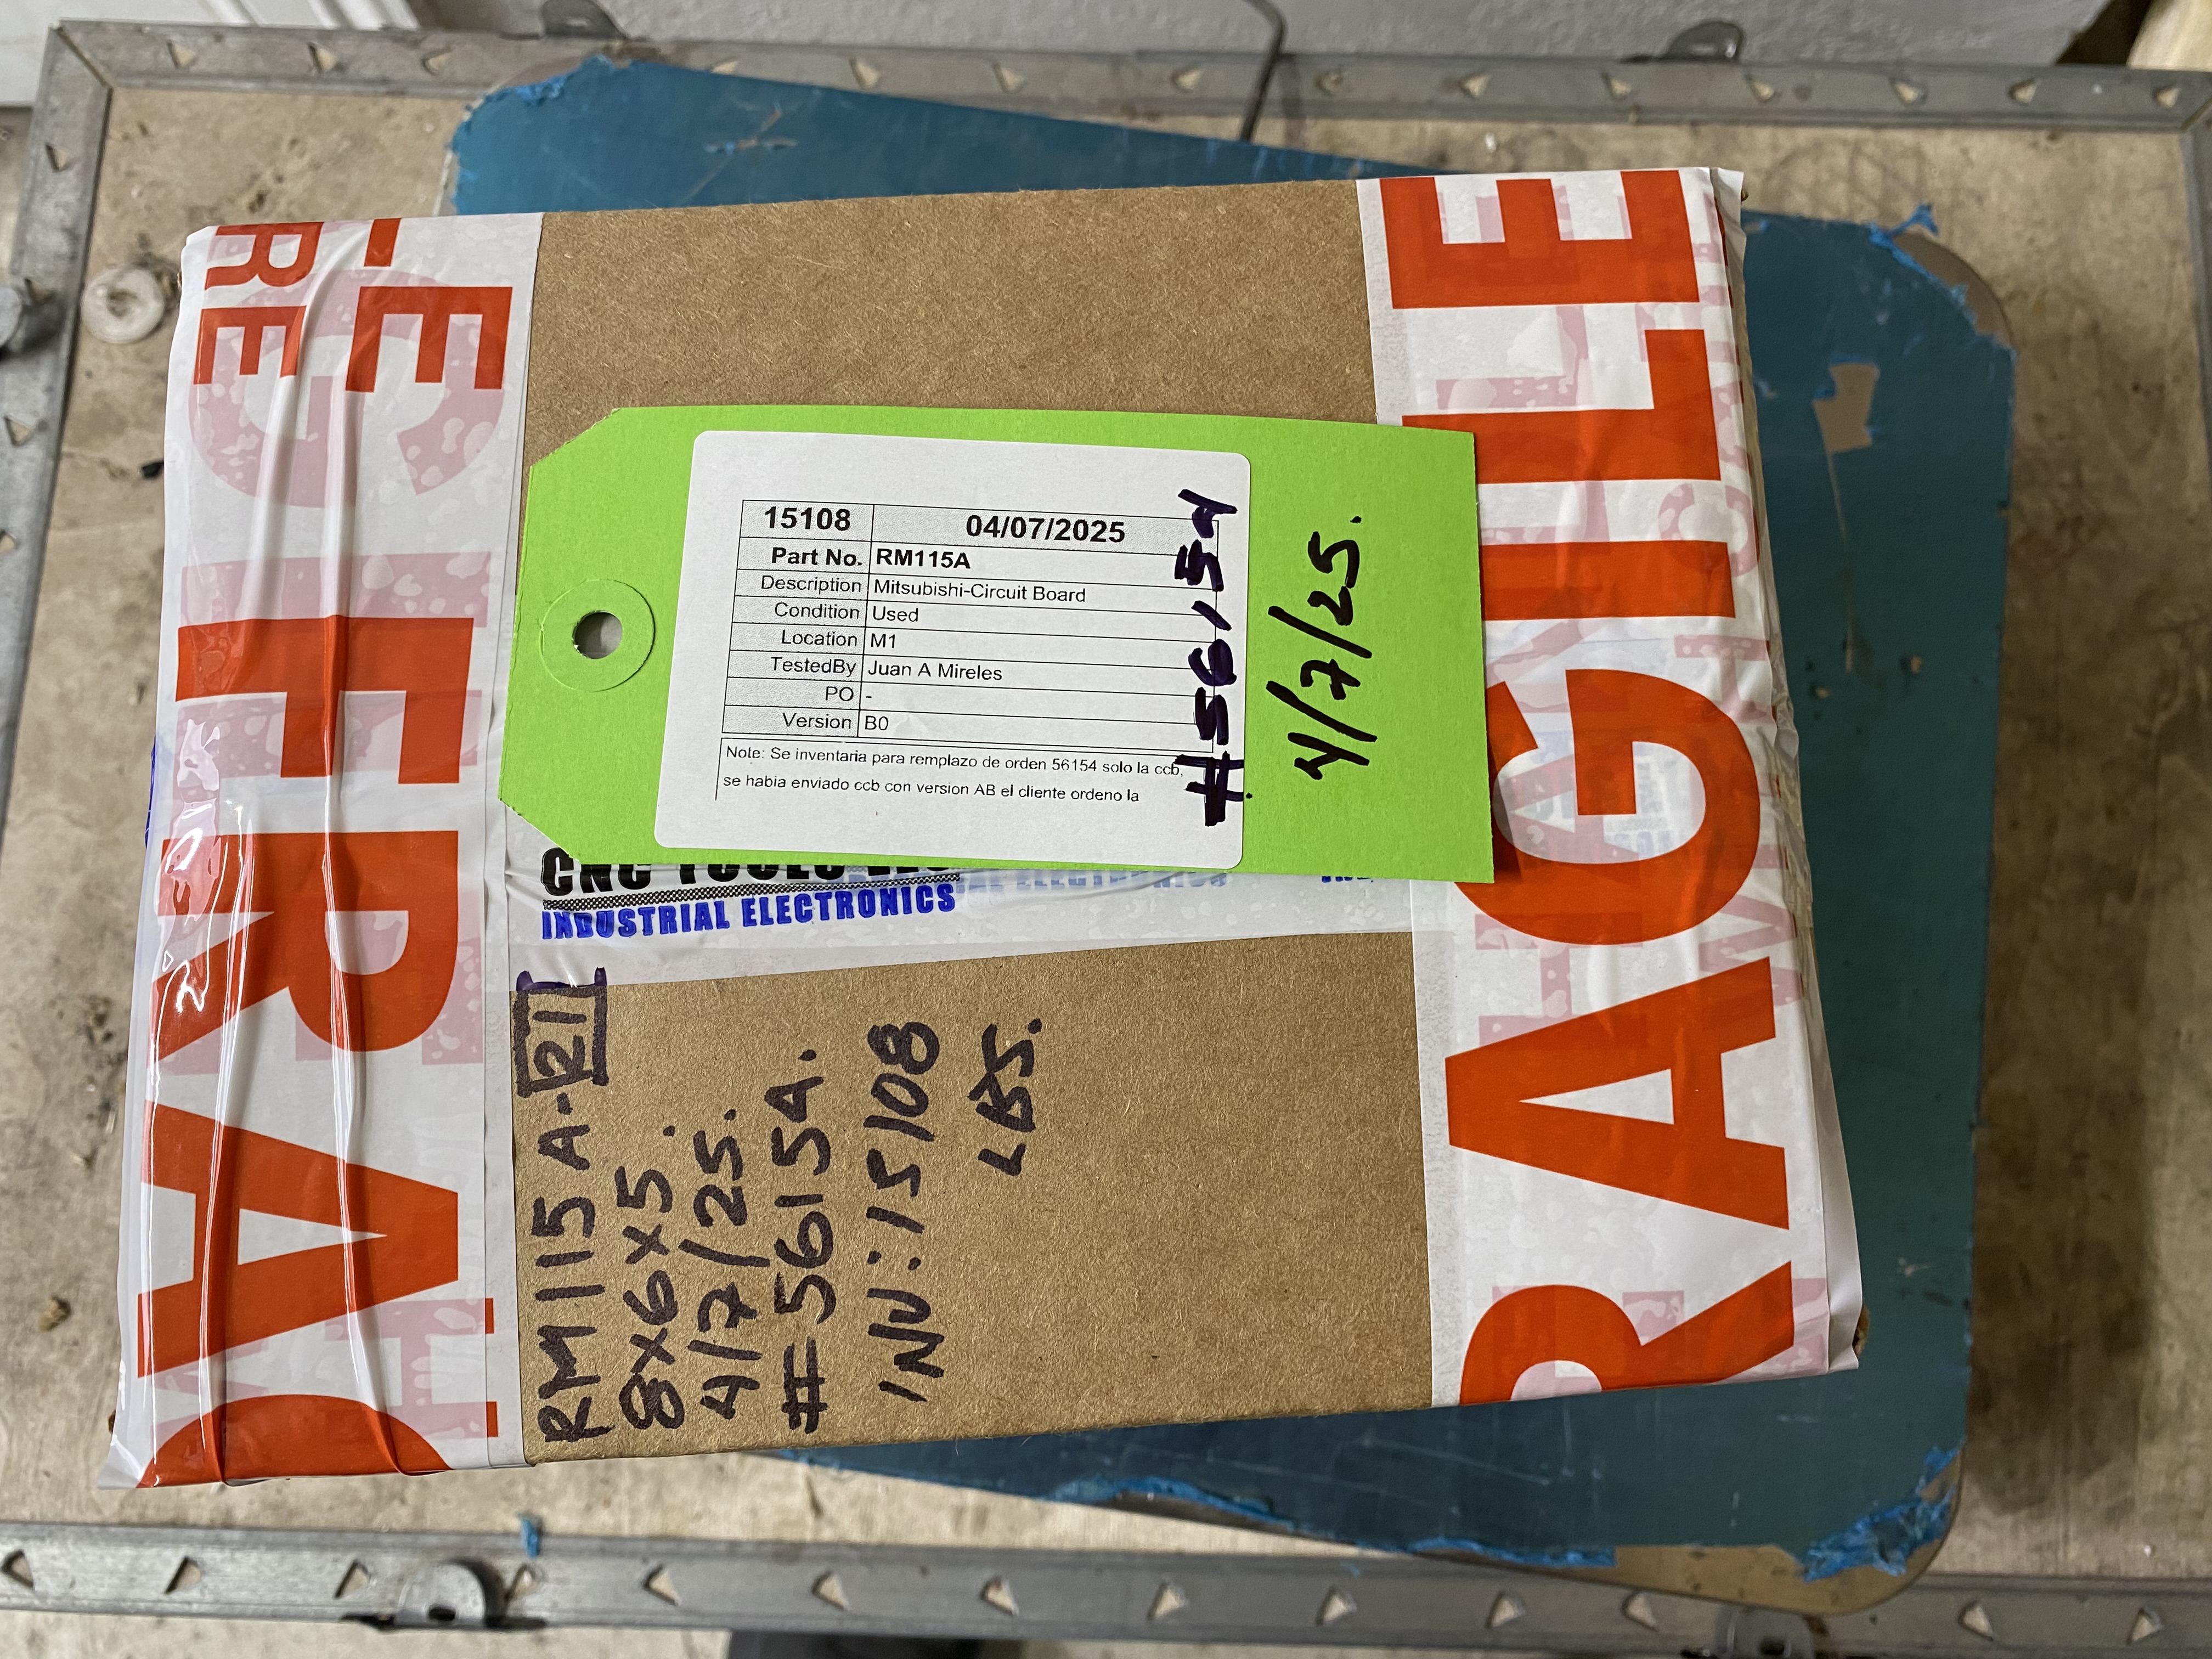 15108 04/07/2025
Part No. RM115A
Description Mitsubishi-Circuit Board
Condition Used
Location M1
TestedBy Juan A Mireles
PO -
Version B0
Note: Se inventaria para remplazo de orden 56154 solo la ccb,
se habia enviado ccb con version AB el cliente ordeno la
#56154
4/7/25.
CNC TOOLS LLC
INDUSTRIAL ELECTRONICS
RM115A-21
8x6x5.
4/7/25.
#56154.
INV:15108
LBS.
FRAGILE
FRAGILE